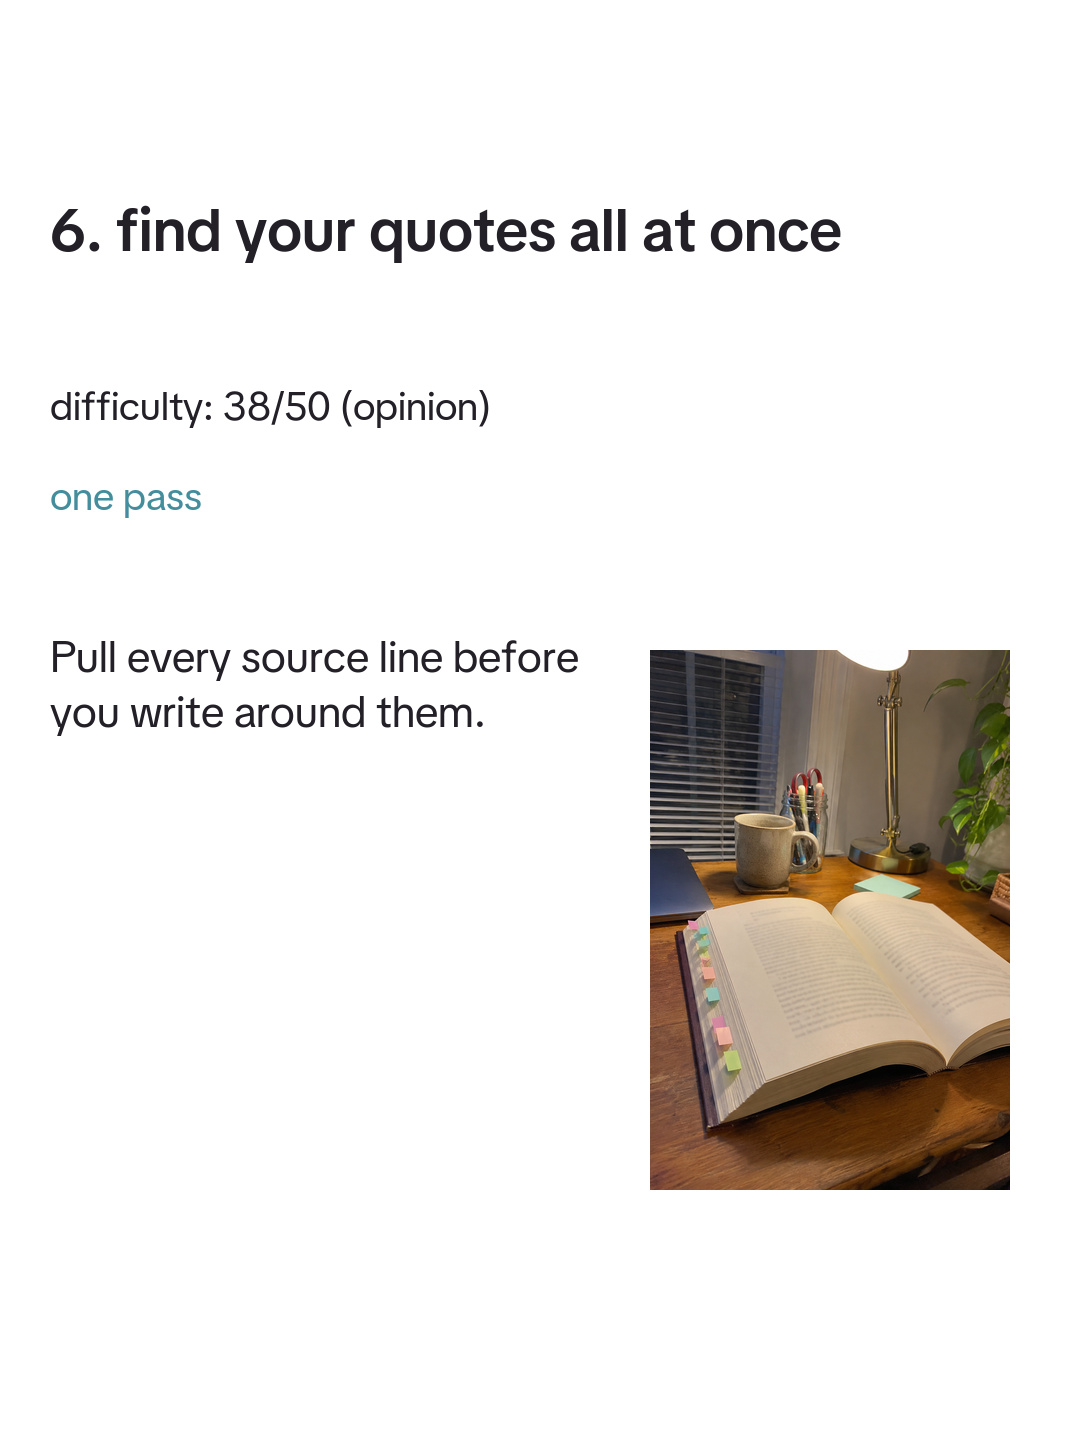 6. find your quotes all at once
difficulty: 38/50 (opinion)
one pass
Pull every source line before
you write around them.